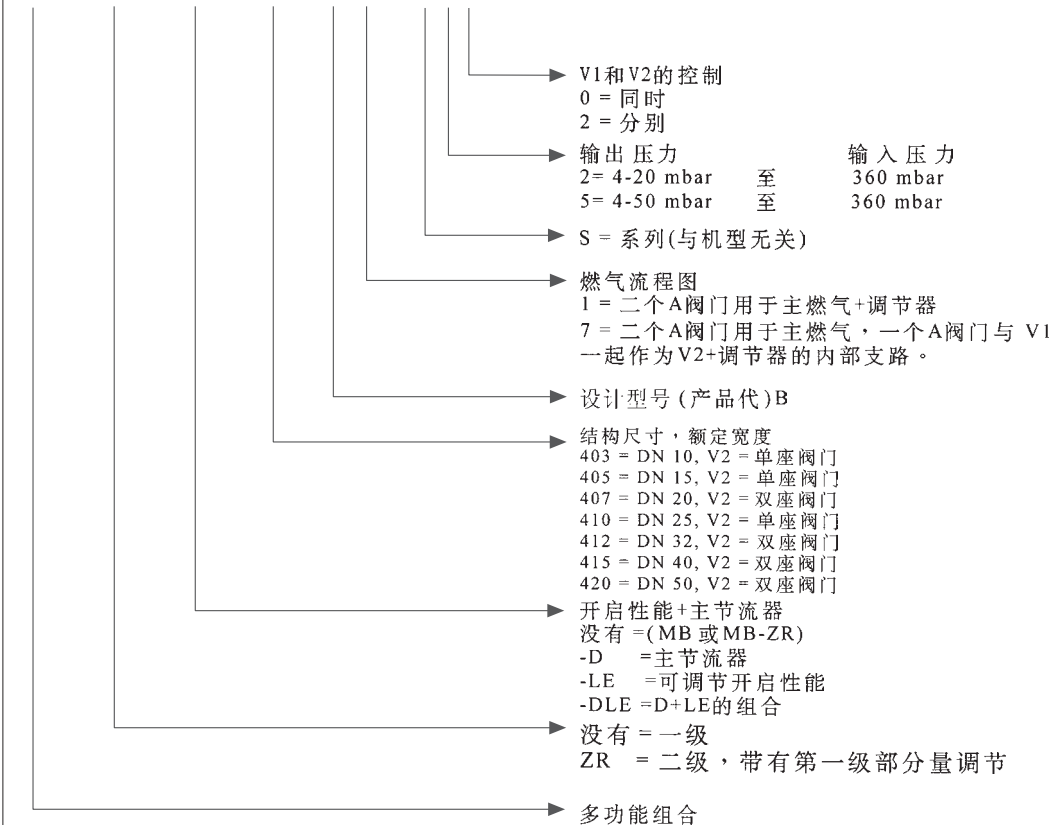 V1和V2的控制
0 = 同时
2 = 分别
输出压力 输入压力
2= 4-20 mbar 至 360 mbar
5= 4-50 mbar 至 360 mbar
S = 系列(与机型无关)
燃气流程图
1 = 二个A阀门用于主燃气+调节器
7 = 二个A阀门用于主燃气，一个A阀门与 V1
一起作为V2+调节器的内部支路。
设计型号(产品代)B
结构尺寸，额定宽度
403 = DN 10, V2 = 单座阀门
405 = DN 15, V2 = 单座阀门
407 = DN 20, V2 = 双座阀门
410 = DN 25, V2 = 单座阀门
412 = DN 32, V2 = 双座阀门
415 = DN 40, V2 = 双座阀门
420 = DN 50, V2 = 双座阀门
开启性能+主节流器
没有 =(MB 或MB-ZR)
-D =主节流器
-LE =可调节开启性能
-DLE =D+LE的组合
没有 = 一级
ZR = 二级，带有第一级部分量调节
多功能组合